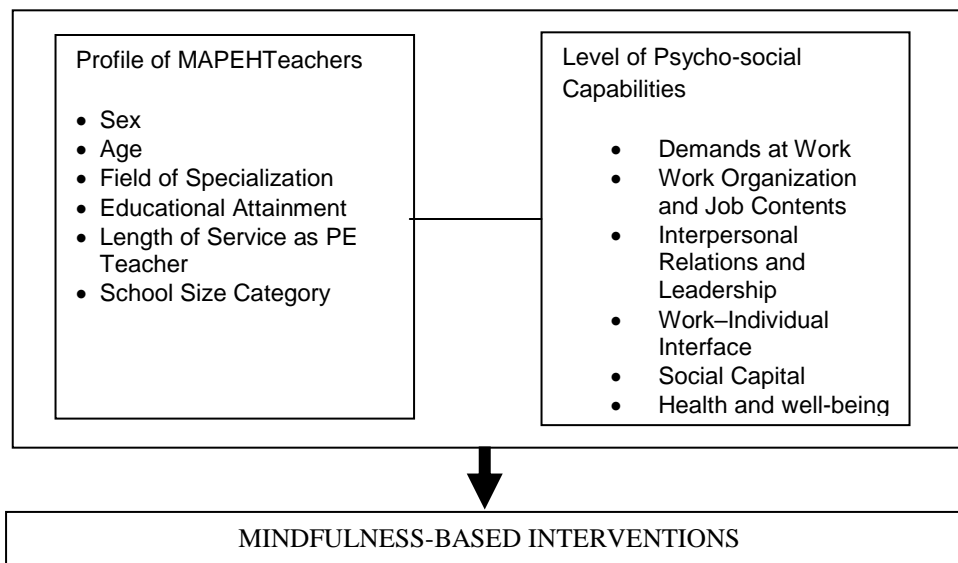 Profile of MAPEHTeachers
• Sex
• Age
• Field of Specialization
• Educational Attainment
• Length of Service as PE
Teacher
• School Size Category
Level of Psycho-social
Capabilities
• Demands at Work
• Work Organization
and Job Contents
• Interpersonal
Relations and
Leadership
• Work–Individual
Interface
• Social Capital
• Health and well-being
MINDFULNESS-BASED INTERVENTIONS